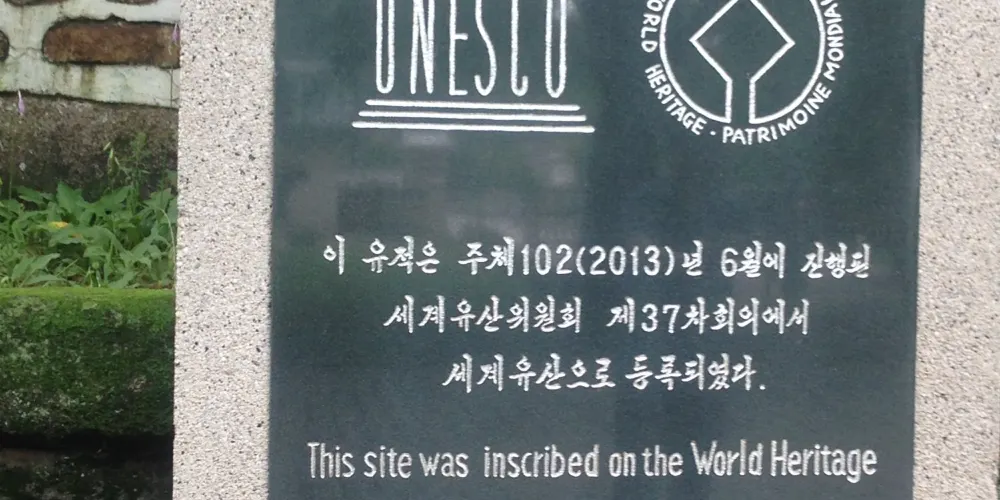 UNESCO
WORLD HERITAGE · PATRIMOINE MONDIAL
이 유적은 주체102(2013)년 6월에 진행된
세계유산위원회 제37차회의에서
세계유산으로 등록되였다.
This site was inscribed on the World Heritage